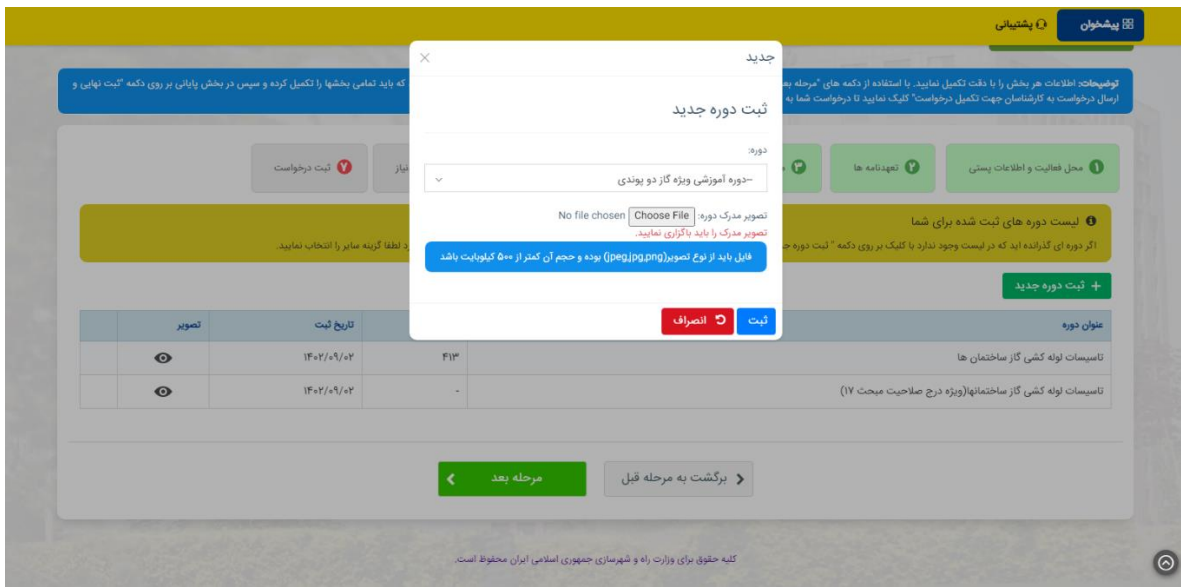 پیشخوان
پشتیبانی
جدید
ثبت دوره جدید
دوره:
--دوره آموزشی ویژه گاز دو پوندی
تصویر مدرک دوره: Choose File No file chosen
تصویر مدرک را باید باگزاری نمایید.
فایل باید از نوع تصویر(jpeg,jpg,png) بوده و حجم آن کمتر از ۵۰۰ کیلوبایت باشد
ثبت
انصراف
توضیحات: اطلاعات هر بخش را با دقت تکمیل نمایید. با استفاده از دکمه های "مرحله که باید تمامی بخشها را تکمیل کرده و سپس در بخش پایانی بر روی دکمه "ثبت نهایی و
ارسال درخواست به کارشناسان جهت تکمیل درخواست" کلیک نمایید تا درخواست شما به
۱ محل فعالیت و اطلاعات پستی
۲ تعهدنامه ها
۳
نیاز
۷ ثبت درخواست
لیست دوره های ثبت شده برای شما
اگر دوره ای گذرانده اید که در لیست وجود ندارد با کلیک بر روی دکمه " ثبت دوره لطفا گزینه سایر را انتخاب نمایید.
+ ثبت دوره جدید
عنوان دوره تاریخ ثبت تصویر
تاسیسات لوله کشی گاز ساختمان ها ۴۱۳ ۱۴۰۲/۰۹/۰۲
تاسیسات لوله کشی گاز ساختمانها(ویژه درج صلاحیت مبحث ۱۷) - ۱۴۰۲/۰۹/۰۲
برگشت به مرحله قبل
مرحله بعد
کلیه حقوق برای وزارت راه و شهرسازی جمهوری اسلامی ایران محفوظ است.